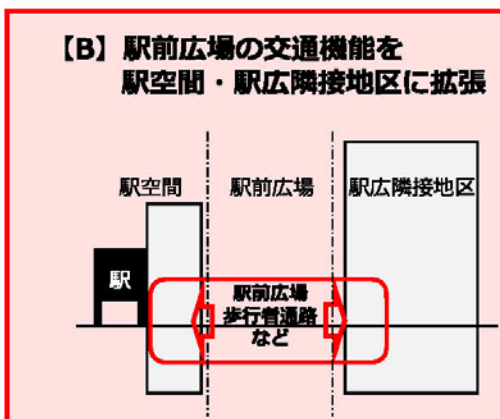 【B】駅前広場の交通機能を
駅空間・駅広隣接地区に拡張
駅空間
駅前広場
駅広隣接地区
駅
駅前広場
歩行者通路
など